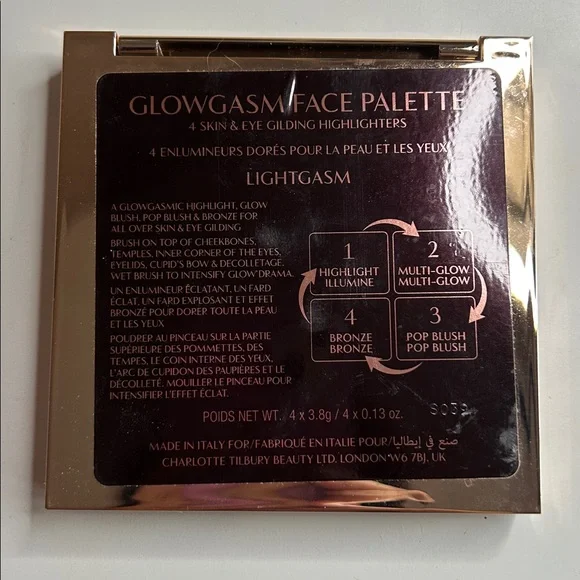 GLOWGASM FACE PALETTE
4 SKIN & EYE GILDING HIGHLIGHTERS
4 ENLUMINEURS DORÉS POUR LA PEAU ET LES YEUX
LIGHTGASM
A GLOWGASMIC HIGHLIGHT, GLOW
BLUSH, POP BLUSH & BRONZE FOR
ALL OVER SKIN & EYE GILDING
BRUSH ON TOP OF CHEEKBONES,
TEMPLES, INNER CORNER OF THE EYES,
EYELIDS, CUPID'S BOW & DÉCOLLETAGE.
WET BRUSH TO INTENSIFY GLOW DRAMA.
UN ENLUMINEUR ÉCLATANT, UN FARD
ÉCLAT, UN FARD EXPLOSANT ET EFFET
BRONZÉ POUR DORER TOUTE LA PEAU
ET LES YEUX
POUDRER AU PINCEAU SUR LA PARTIE
SUPÉRIEURE DES POMMETTES, DES
TEMPES, LE COIN INTERNE DES YEUX,
L'ARC DE CUPIDON DES PAUPIÈRES ET LE
DÉCOLLETÉ. MOUILLER LE PINCEAU POUR
INTENSIFIER L'EFFET ÉCLAT.
1
HIGHLIGHT
ILLUMINE
2
MULTI-GLOW
MULTI-GLOW
4
BRONZE
BRONZE
3
POP BLUSH
POP BLUSH
POIDS NET WT. 4 x 3.8g / 4 x 0.13 oz.
MADE IN ITALY FOR/FABRIQUÉ EN ITALIE POUR/صنع في إيطاليا
CHARLOTTE TILBURY BEAUTY LTD. LONDON W6 7BJ. UK